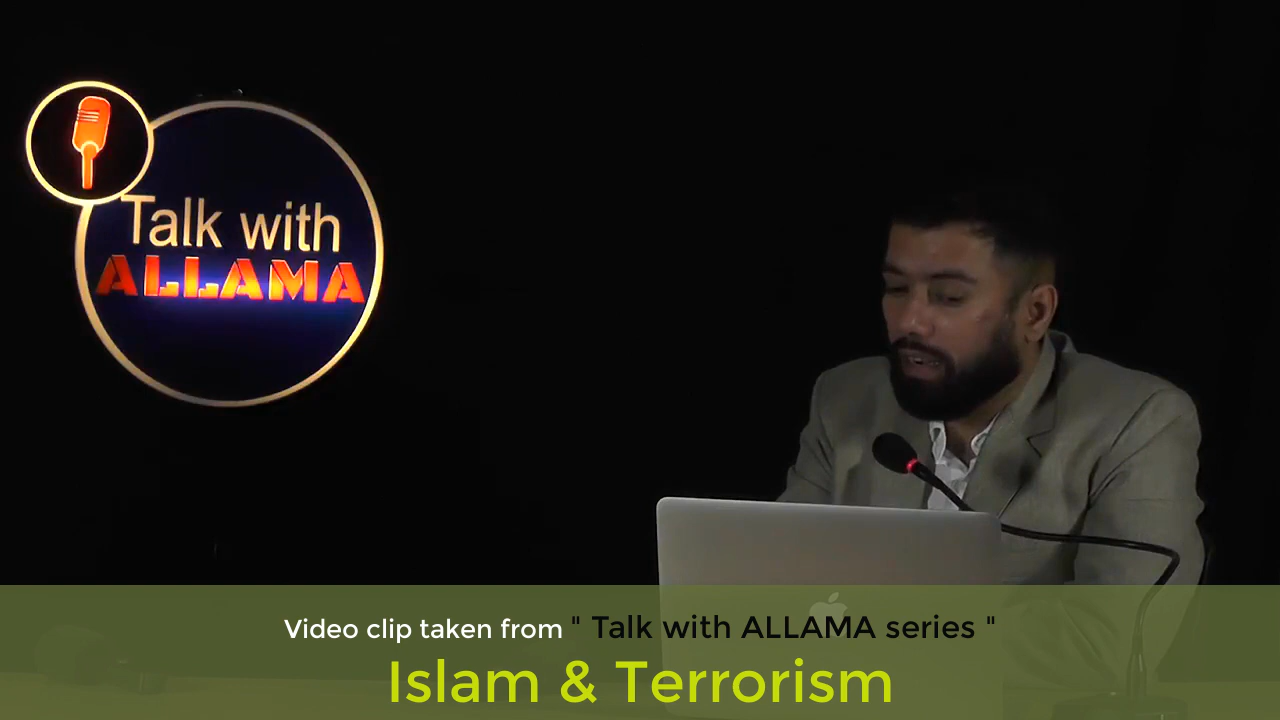 Talk with
ALLAMA
Video clip taken from " Talk with ALLAMA series "
Islam & Terrorism